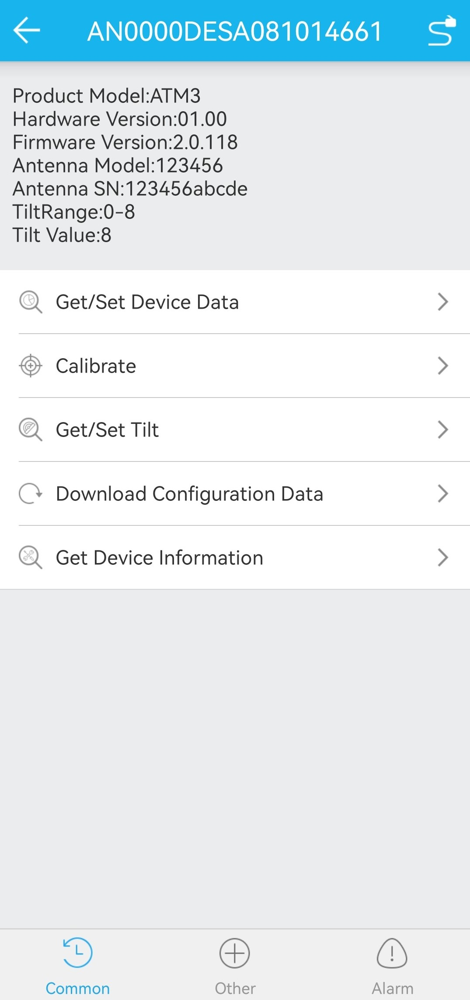 AN0000DESA081014661
Product Model:ATM3
Hardware Version:01.00
Firmware Version:2.0.118
Antenna Model:123456
Antenna SN:123456abcde
TiltRange:0-8
Tilt Value:8
Get/Set Device Data
Calibrate
Get/Set Tilt
Download Configuration Data
Get Device Information
Common
Other
Alarm